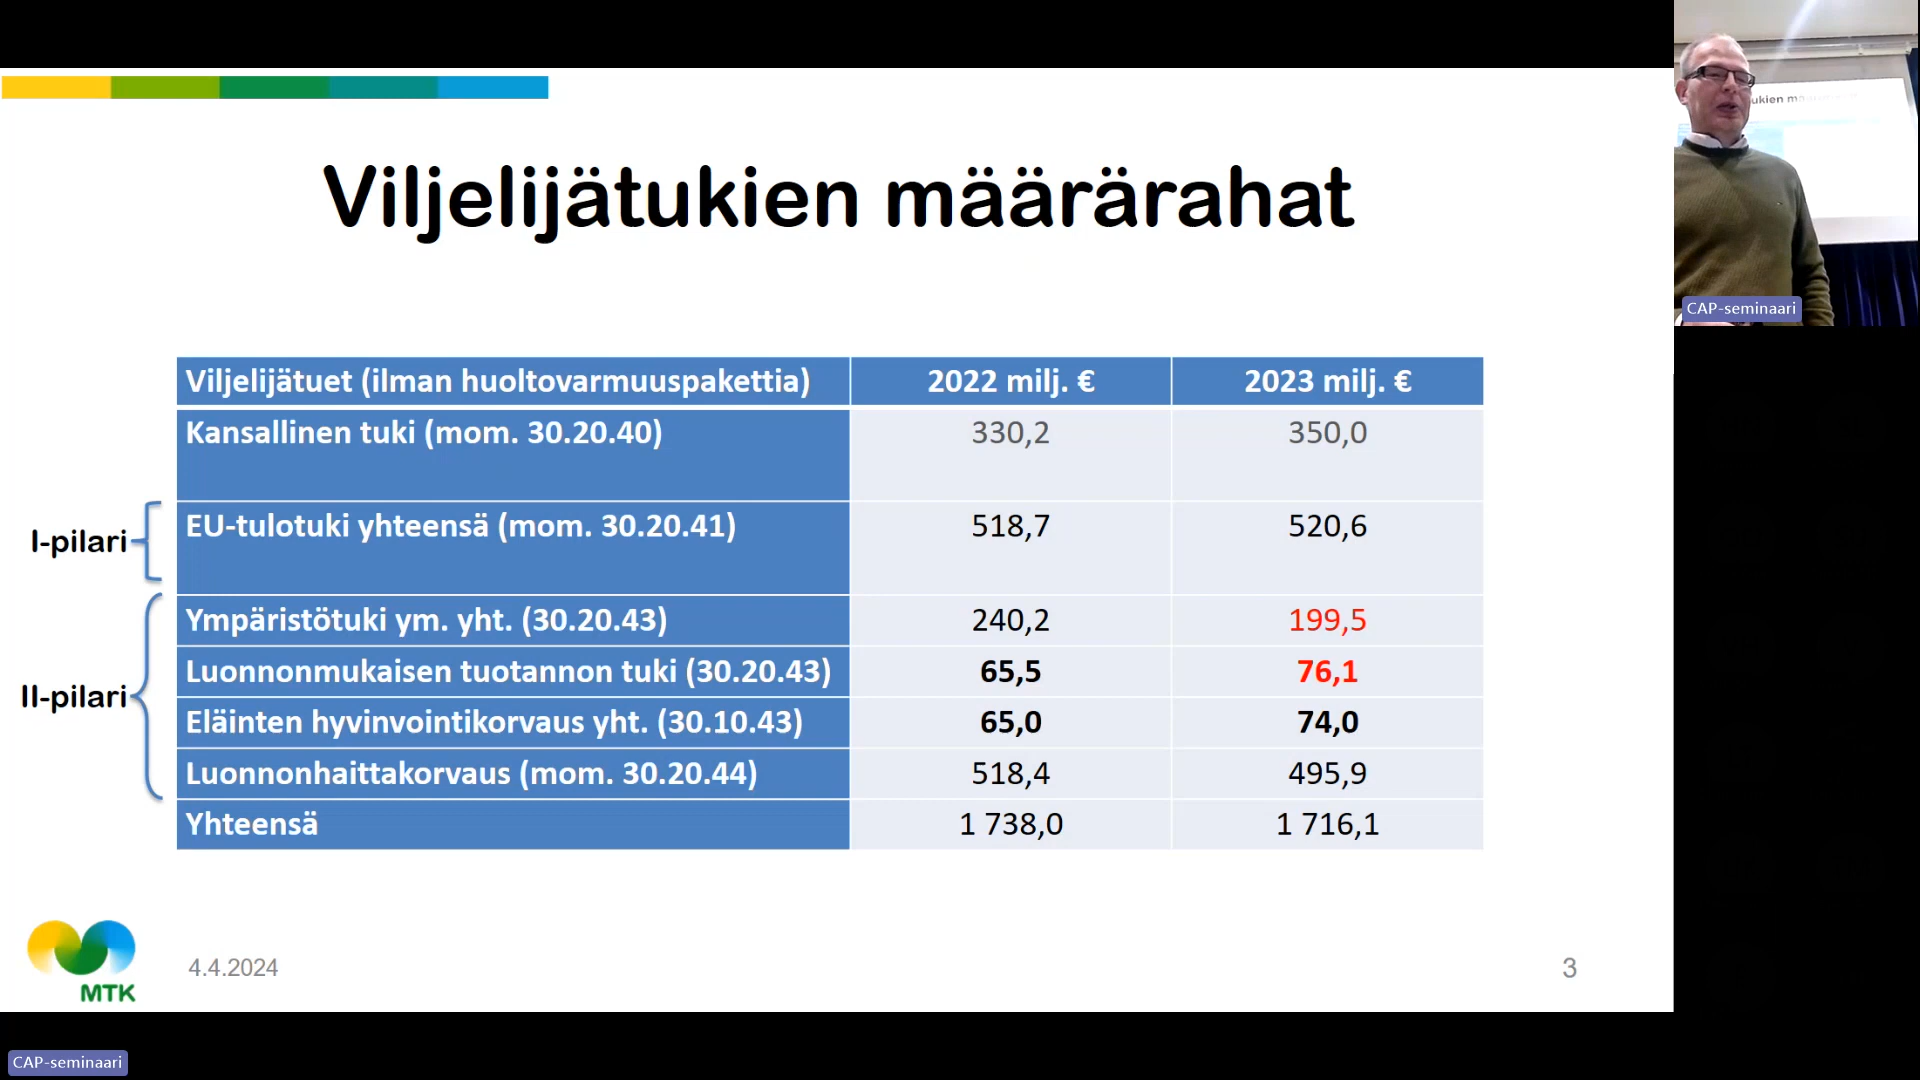 Viljelijätukien määrärahat
Viljelijätuet (ilman huoltovarmuuspakettia) 2022 milj. € 2023 milj. €
Kansallinen tuki (mom. 30.20.40) 330,2 350,0
I-pilari
EU-tulotuki yhteensä (mom. 30.20.41) 518,7 520,6
II-pilari
Ympäristötuki ym. yht. (30.20.43) 240,2 199,5
Luonnonmukaisen tuotannon tuki (30.20.43) 65,5 76,1
Eläinten hyvinvointikorvaus yht. (30.10.43) 65,0 74,0
Luonnonhaittakorvaus (mom. 30.20.44) 518,4 495,9
Yhteensä 1 738,0 1 716,1
MTK
4.4.2024
3
CAP-seminaari
CAP-seminaari